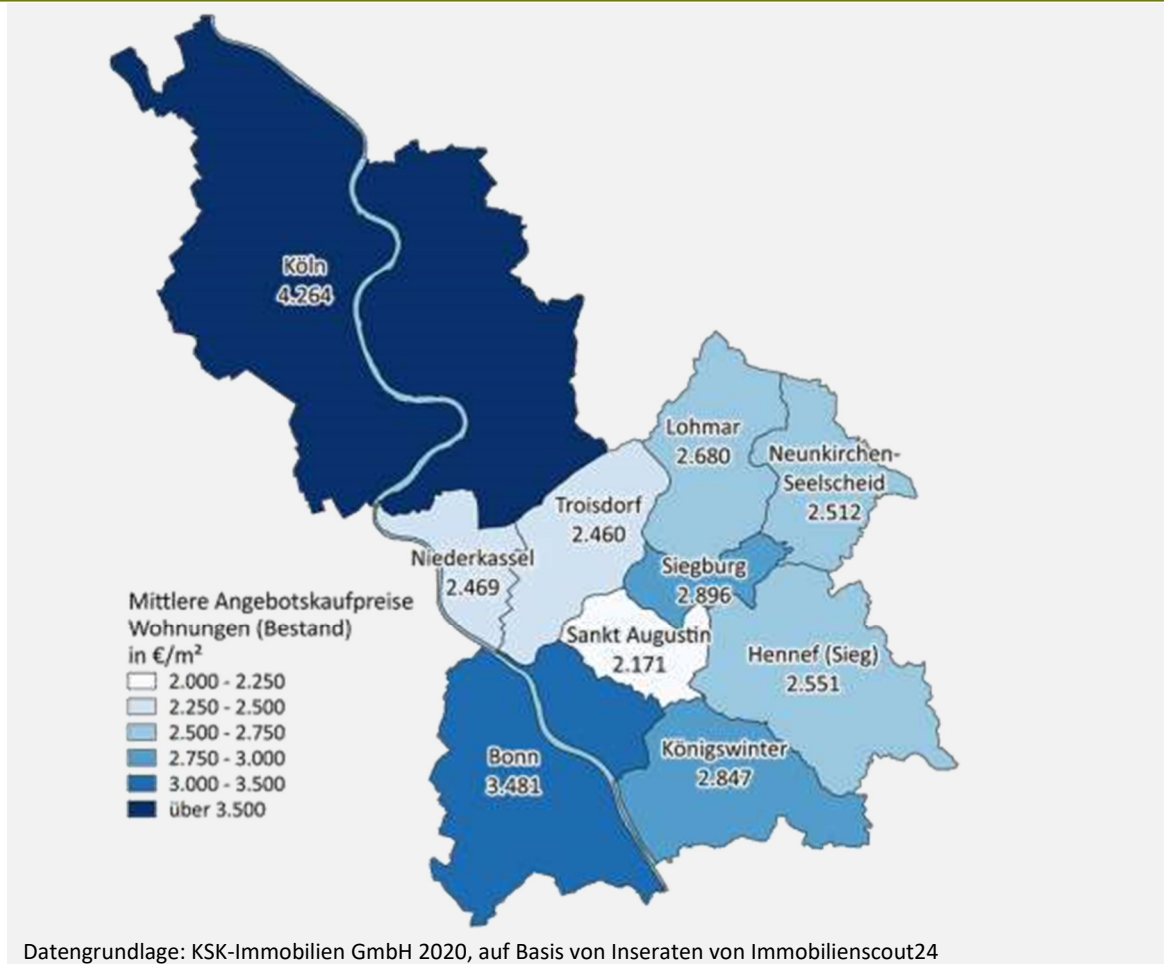 Köln
4.264
Lohmar
2.680
Neunkirchen-
Seelscheid
2.512
Troisdorf
2.460
Niederkassel
2.469
Siegburg
2.896
Sankt Augustin
2.171
Hennef (Sieg)
2.551
Bonn
3.481
Königswinter
2.847
Mittlere Angebotskaufpreise
Wohnungen (Bestand)
in €/m²
2.000 - 2.250
2.250 - 2.500
2.500 - 2.750
2.750 - 3.000
3.000 - 3.500
über 3.500
Datengrundlage: KSK-Immobilien GmbH 2020, auf Basis von Inseraten von Immobilienscout24